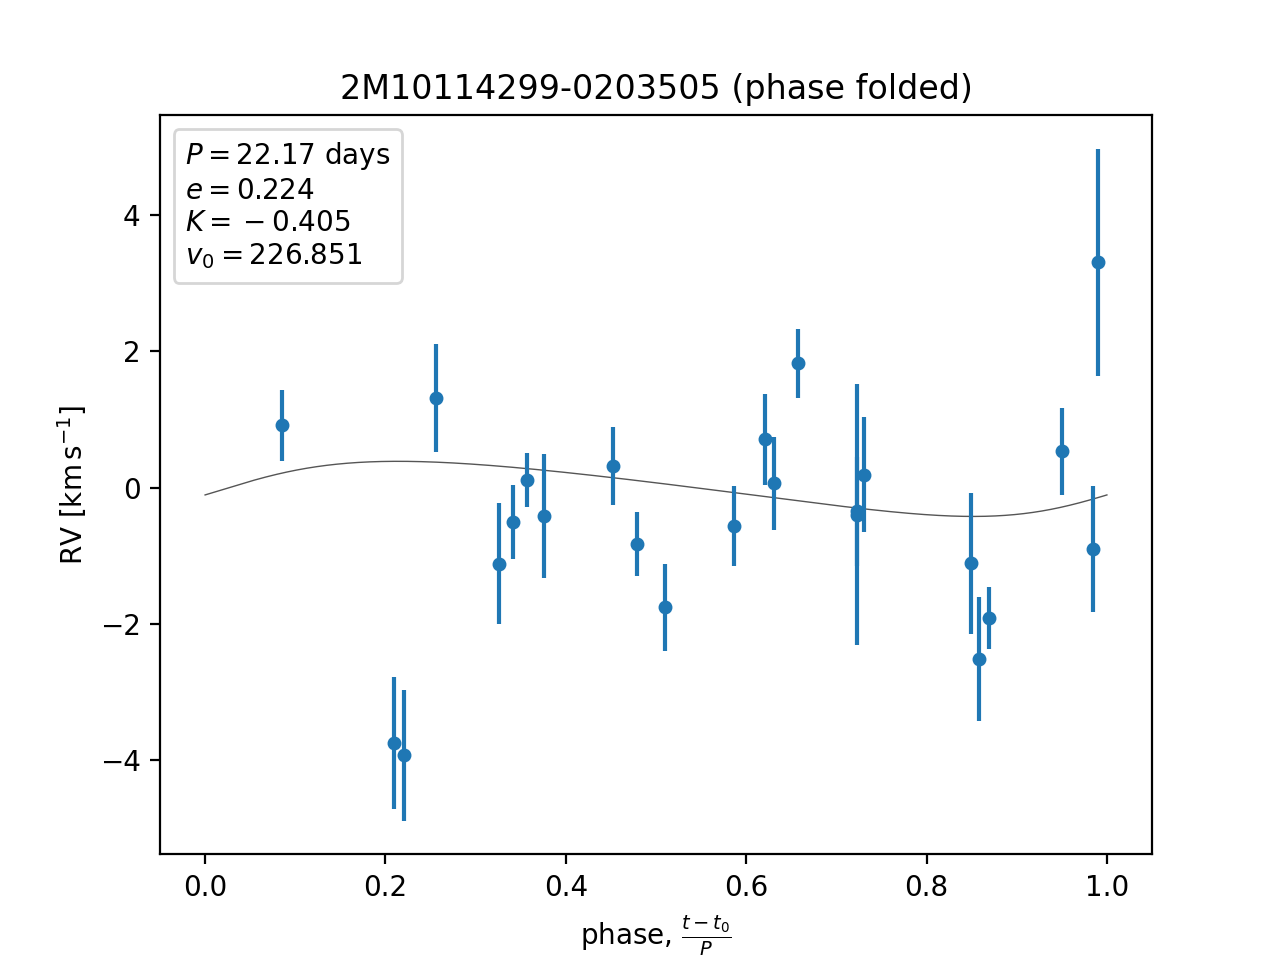 2M10114299-0203505 (phase folded)
P = 22.17 days
e = 0.224
K = −0.405
v₀ = 226.851
4
2
0
−2
−4
RV [km s⁻¹]
0.0 0.2 0.4 0.6 0.8 1.0
phase, (t − t₀)/P